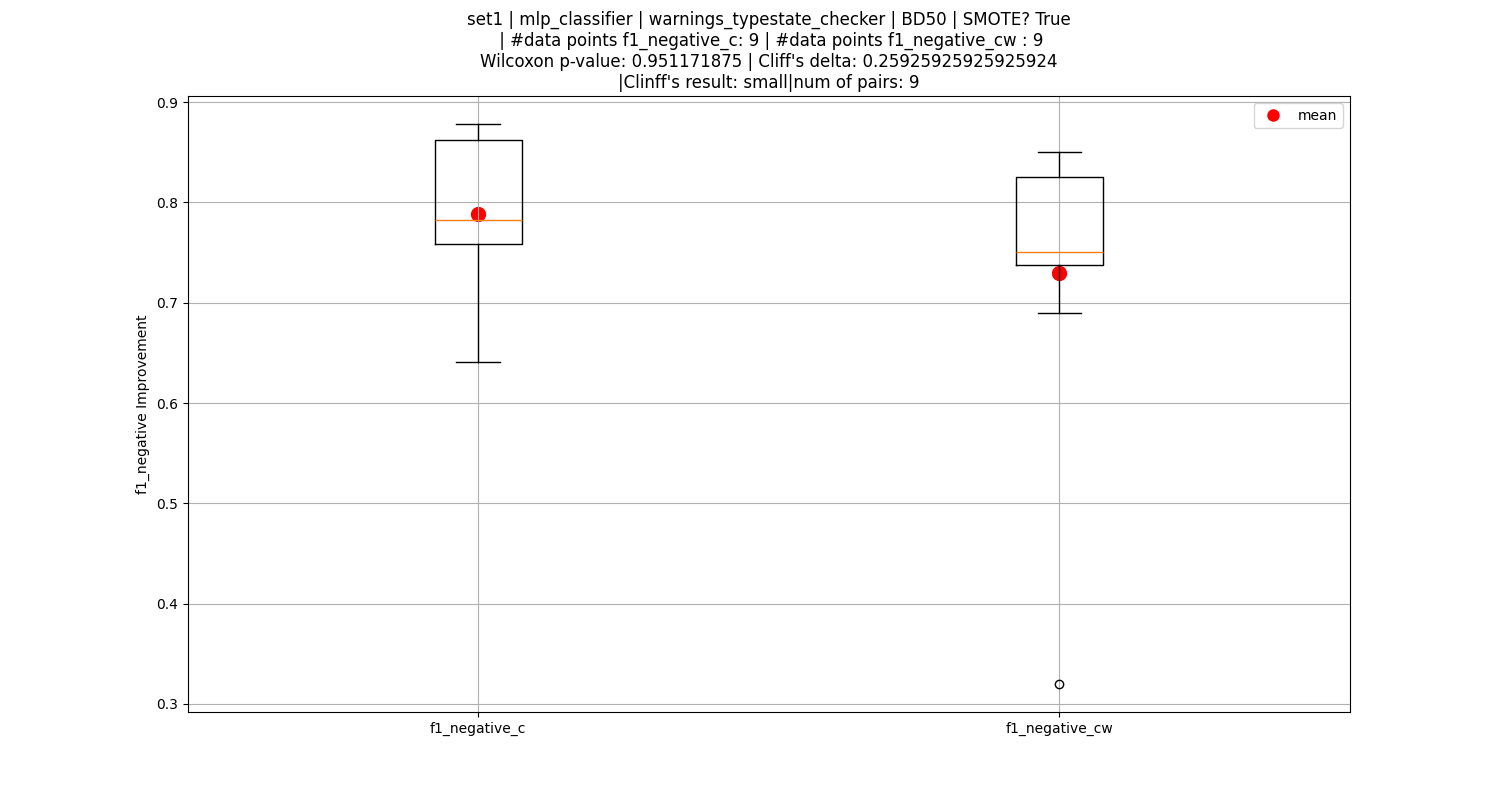 set1 | mlp_classifier | warnings_typestate_checker | BD50 | SMOTE? True
| #data points f1_negative_c: 9 | #data points f1_negative_cw : 9
Wilcoxon p-value: 0.951171875 | Cliff's delta: 0.25925925925925924
|Clinff's result: small|num of pairs: 9
mean
0.9
0.8
0.7
0.6
0.5
0.4
0.3
f1_negative Improvement
f1_negative_c
f1_negative_cw